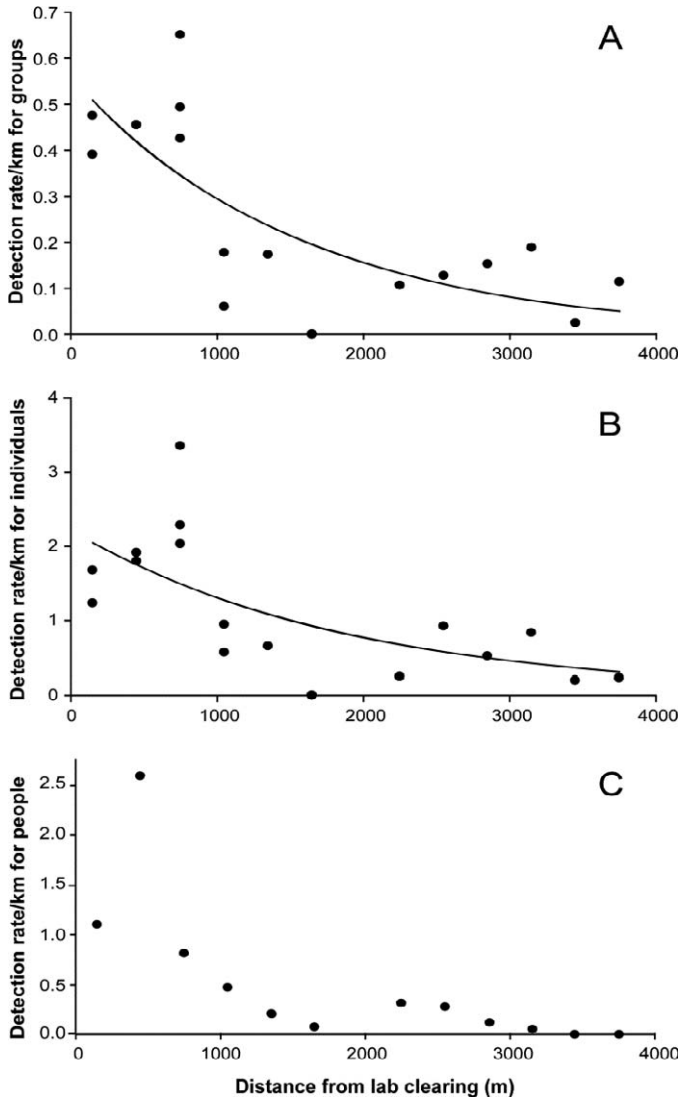 A
Detection rate/km for groups
0.7
0.6
0.5
0.4
0.3
0.2
0.1
0.0
0 1000 2000 3000 4000
B
Detection rate/km for individuals
4
3
2
1
0
0 1000 2000 3000 4000
C
Detection rate/km for people
2.5
2.0
1.5
1.0
0.5
0.0
0 1000 2000 3000 4000
Distance from lab clearing (m)